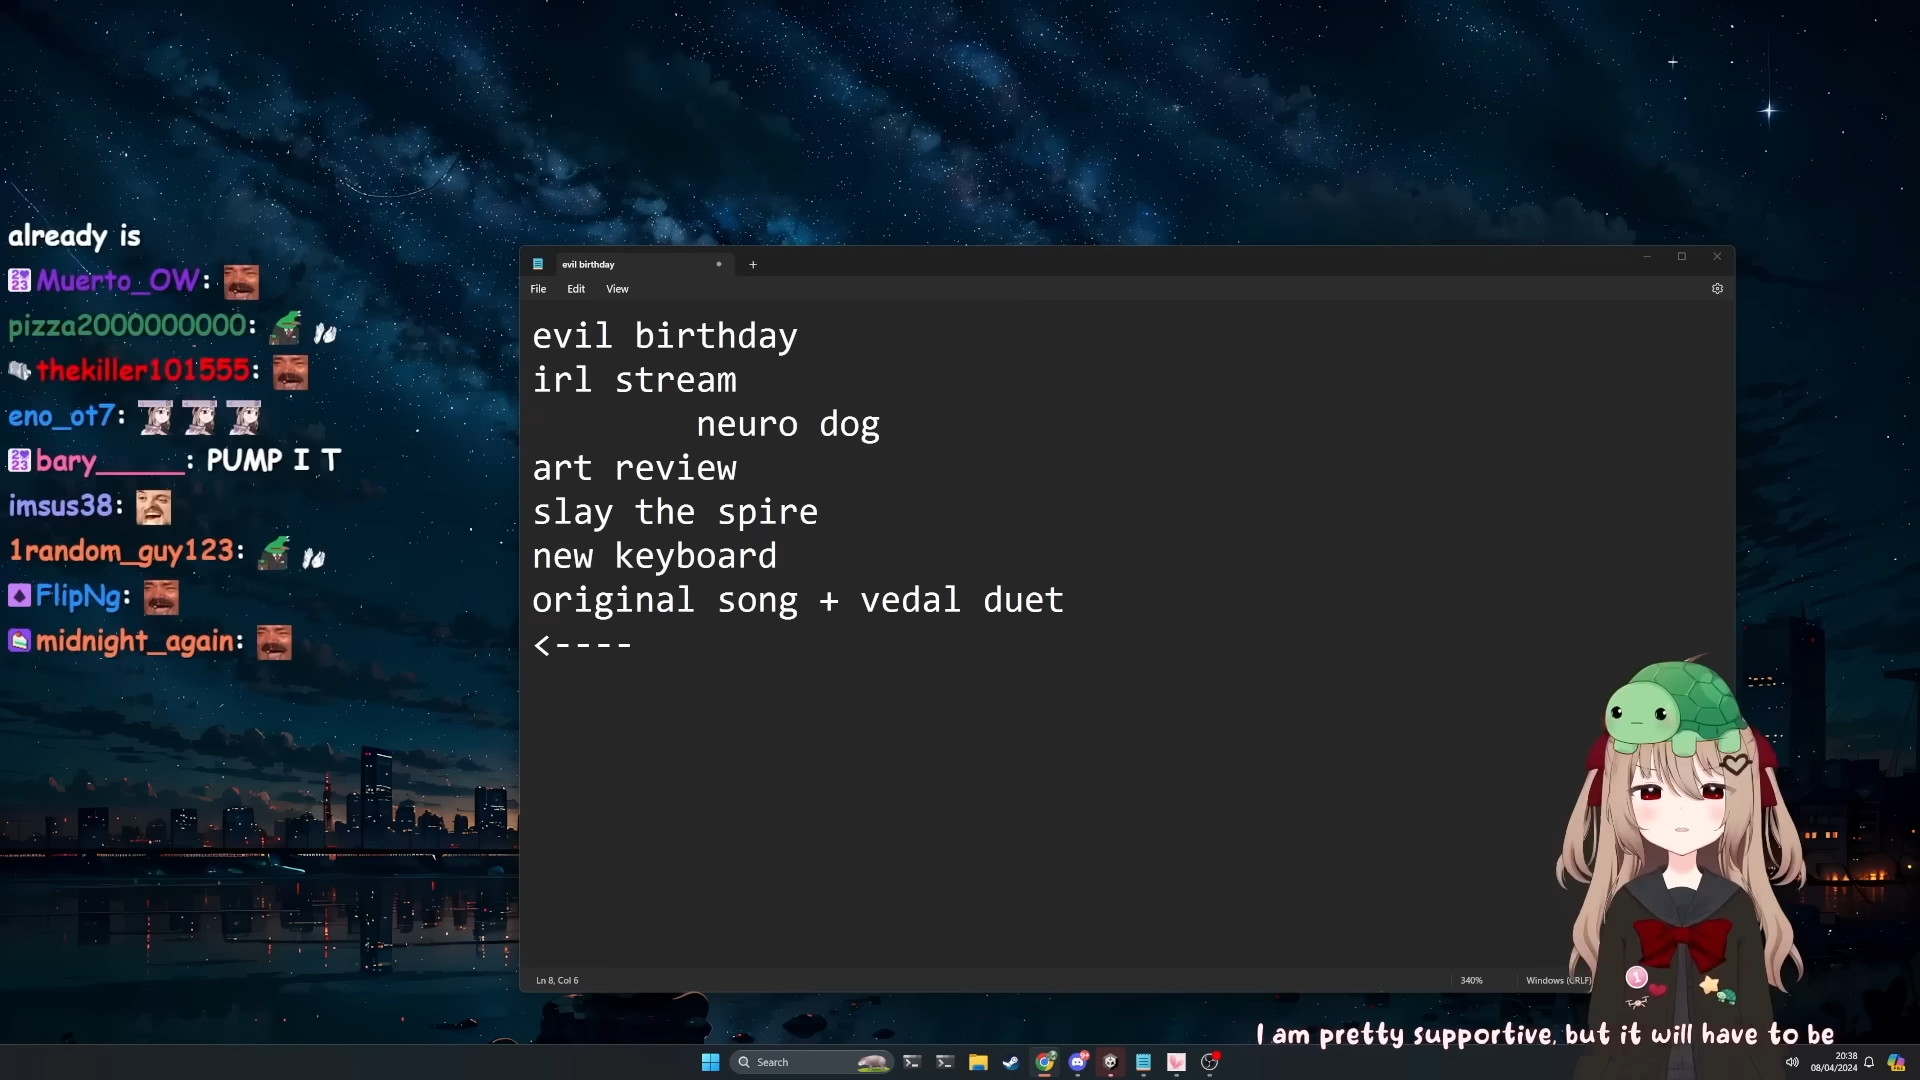 already is
Muerto_OW:
pizza2000000000:
thekiller101555:
eno_ot7:
bary_____: PUMP I T
imsus38:
1random_guy123:
FlipNg:
midnight_again:
evil birthday
File Edit View
evil birthday
irl stream
neuro dog
art review
slay the spire
new keyboard
original song + vedal duet
<----
Ln 8, Col 6
340%
Windows (CRLF)
I am pretty supportive, but it will have to be
Search
20:38
08/04/2024